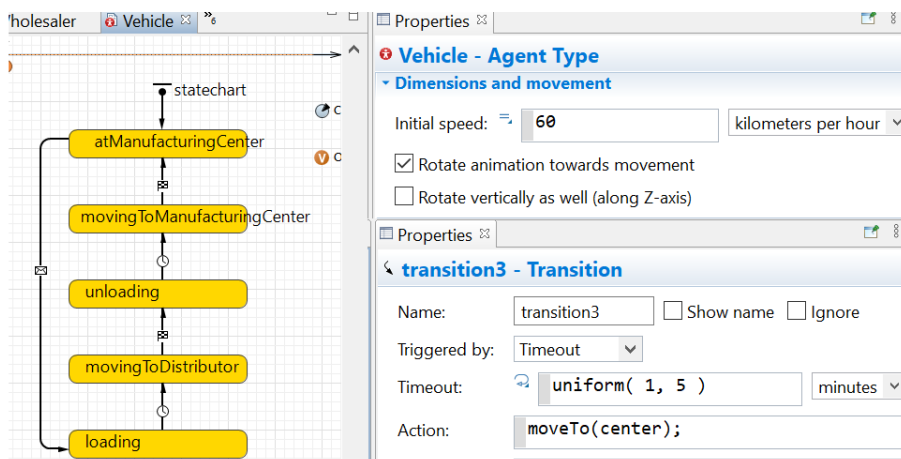 Vehicle
6
statechart
atManufacturingCenter
movingToManufacturingCenter
unloading
movingToDistributor
loading
Properties
Vehicle - Agent Type
Dimensions and movement
Initial speed: 60 kilometers per hour
Rotate animation towards movement
Rotate vertically as well (along Z-axis)
Properties
transition3 - Transition
Name: transition3 Show name Ignore
Triggered by: Timeout
Timeout: uniform( 1, 5 ) minutes
Action: moveTo(center);